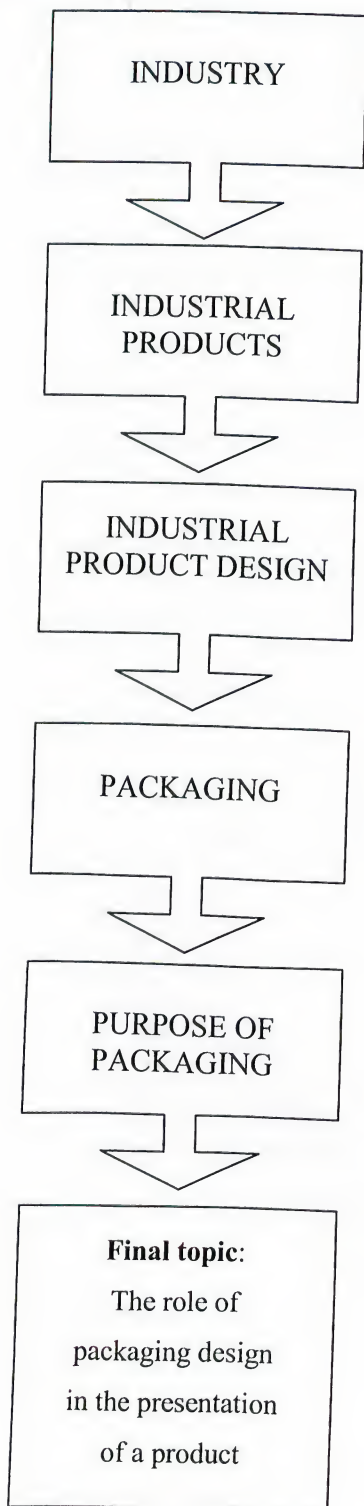 INDUSTRY
INDUSTRIAL
PRODUCTS
INDUSTRIAL
PRODUCT DESIGN
PACKAGING
PURPOSE OF
PACKAGING
Final topic:
The role of
packaging design
in the presentation
of a product